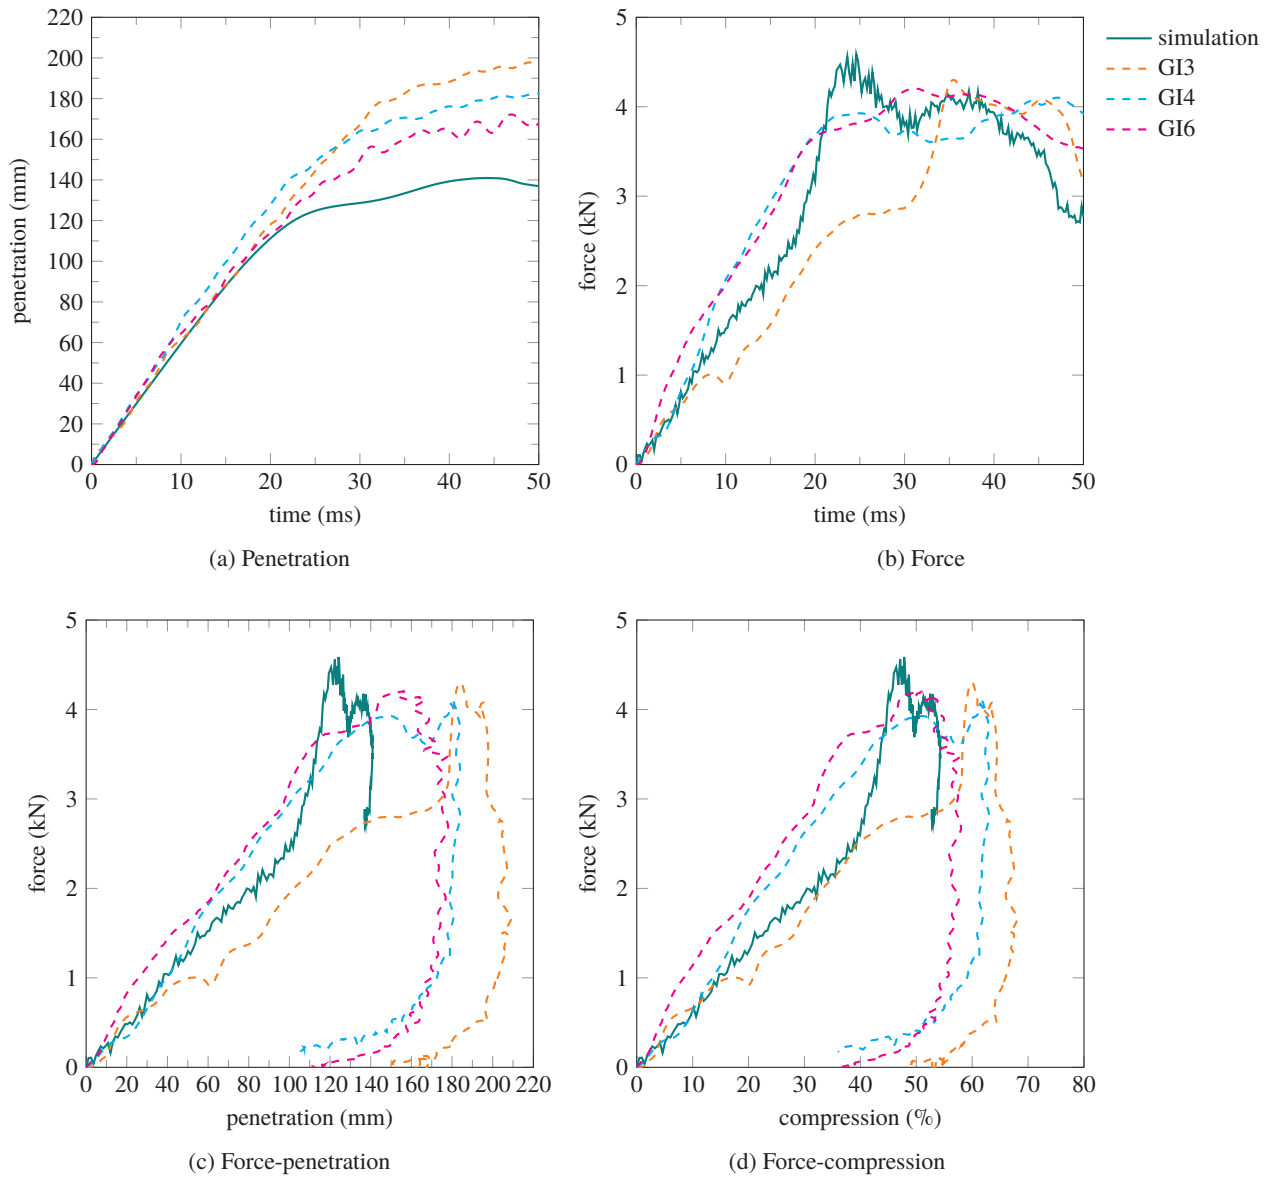 220
200
180
160
140
120
100
80
60
40
20
0
penetration (mm)
0 10 20 30 40 50
time (ms)
(a) Penetration
5
4
3
2
1
0
force (kN)
0 10 20 30 40 50
time (ms)
(b) Force
simulation
GI3
GI4
GI6
5
4
3
2
1
0
force (kN)
0 20 40 60 80 100 120 140 160 180 200 220
penetration (mm)
(c) Force-penetration
5
4
3
2
1
0
force (kN)
0 10 20 30 40 50 60 70 80
compression (%)
(d) Force-compression